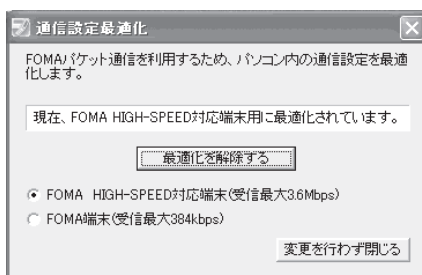 通信設定最適化
FOMAパケット通信を利用するため、パソコン内の通信設定を最適
化します。
現在、FOMA HIGH-SPEED対応端末用に最適化されています。
最適化を解除する
FOMA HIGH-SPEED対応端末(受信最大3.6Mbps)
FOMA端末(受信最大384kbps)
変更を行わず閉じる